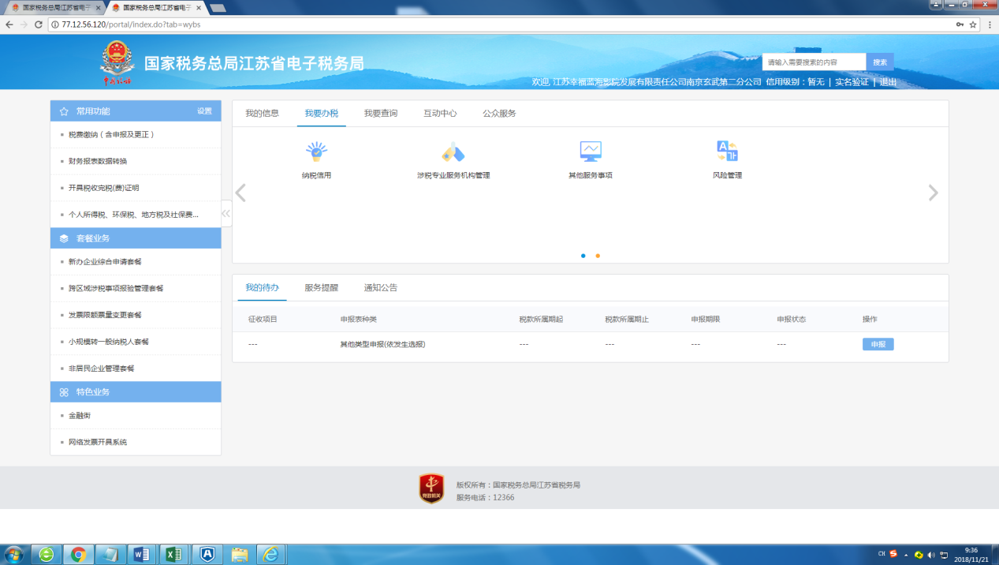 国家税务总局江苏省电子
国家税务总局江苏省电子
77.12.56.120/portal/index.do?tab=wybs
国家税务总局江苏省电子税务局
请输入需要搜索的内容 搜索
欢迎, 江苏幸福蓝海影院发展有限责任公司南京玄武第二分公司 信用级别：暂无 | 实名验证 | 退出
常用功能 设置
税费缴纳（含申报及更正）
财务报表数据转换
开具税收完税(费)证明
个人所得税、环保税、地方税及社保费...
套餐业务
新办企业综合申请套餐
跨区域涉税事项报验管理套餐
发票限额票量变更套餐
小规模转一般纳税人套餐
非居民企业管理套餐
特色业务
金融街
网络发票开具系统
我的信息 我要办税 我要查询 互动中心 公众服务
纳税信用 涉税专业服务机构管理 其他服务事项 风险管理
我的待办 服务提醒 通知公告
征收项目 申报表种类 税款所属期起 税款所属期止 申报期限 申报状态 操作
--- 其他类型申报(依发生选报) --- --- --- --- 申报
党政机关
版权所有：国家税务总局江苏省税务局
服务电话：12366
CH
9:36
2018/11/21